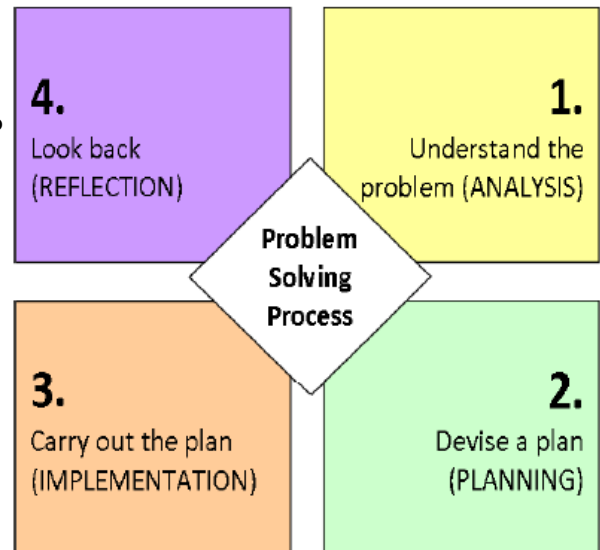 4.
Look back
(REFLECTION)
1.
Understand the
problem (ANALYSIS)
Problem
Solving
Process
3.
Carry out the plan
(IMPLEMENTATION)
2.
Devise a plan
(PLANNING)